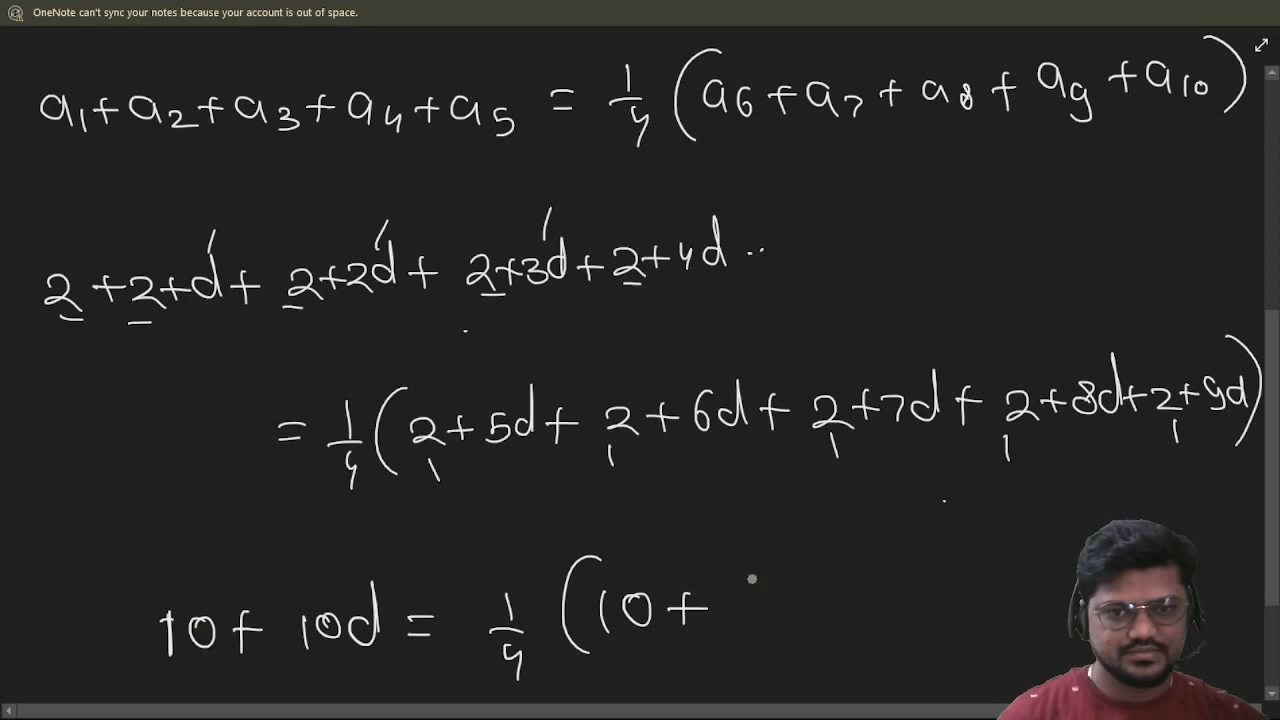 OneNote can't sync your notes because your account is out of space.
a₁+a₂+a₃+a₄+a₅ = 1/4 (a₆+a₇+a₈+a₉+a₁₀)
2+2+d+2+2d+2+3d+2+4d ..
= 1/4 (2+5d+2+6d+2+7d+2+8d+2+9d)
10+10d = 1/4 (10+